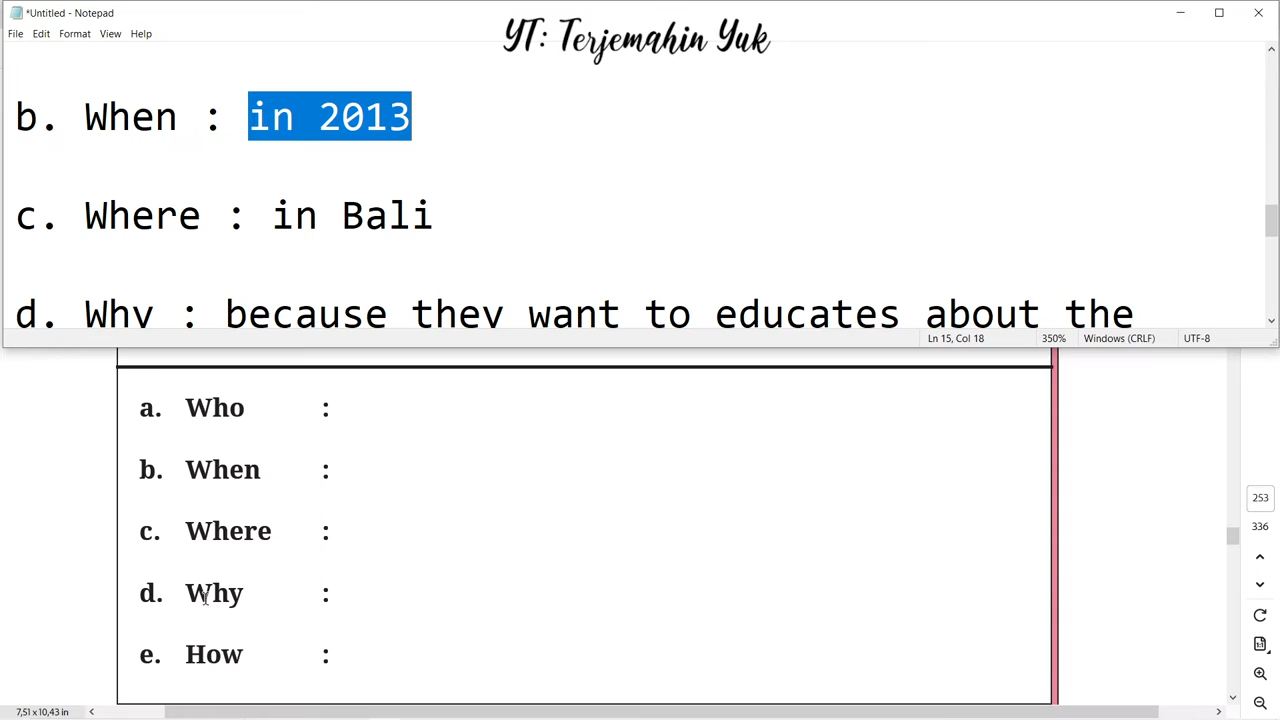 *Untitled - Notepad
YT: Terjemahin Yuk
File Edit Format View Help
b. When : in 2013
c. Where : in Bali
d. Why : because they want to educates about the
Ln 15, Col 18 350% Windows (CRLF) UTF-8
a. Who :
b. When :
c. Where :
d. Why :
e. How :
253
336
7,51 x 10,43 in